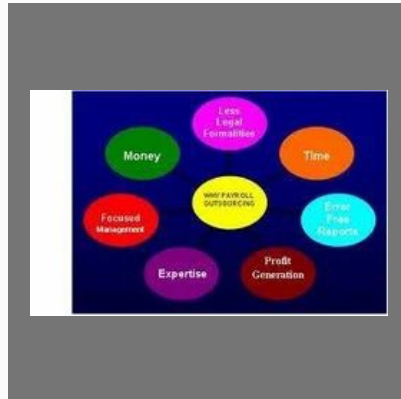 Less
Legal
Formalities
Money
Time
WHY PAYROLL
OUTSOURCING
Focused
Management
Error
Free
Reports
Expertise
Profit
Generation